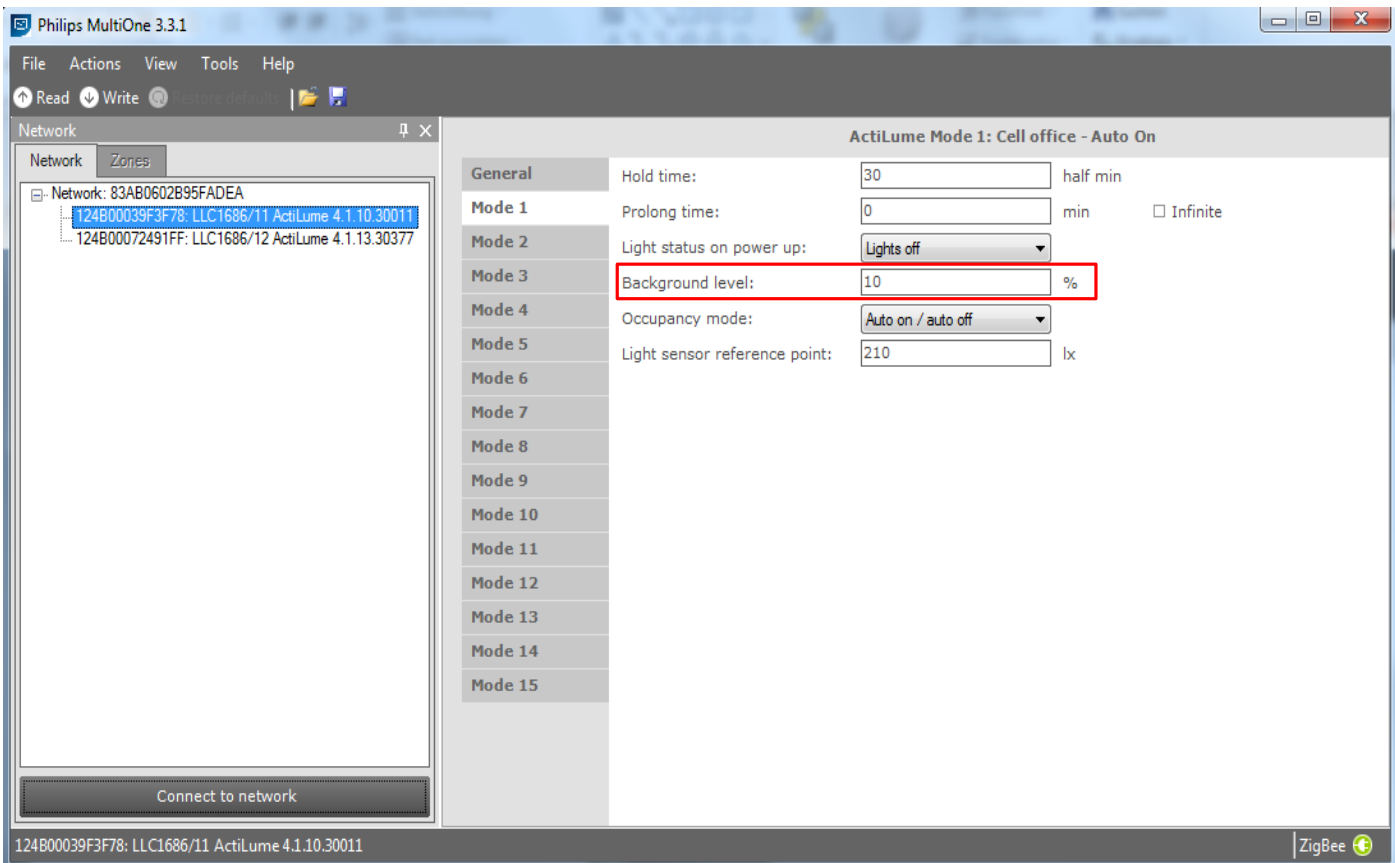 Philips MultiOne 3.3.1
File Actions View Tools Help
Read Write Restore defaults
Network
Network Zones
Network: 83AB0602B95FADEA
124B00039F3F78: LLC1686/11 ActiLume 4.1.10.30011
124B00072491FF: LLC1686/12 ActiLume 4.1.13.30377
Connect to network
ActiLume Mode 1: Cell office - Auto On
General
Mode 1
Mode 2
Mode 3
Mode 4
Mode 5
Mode 6
Mode 7
Mode 8
Mode 9
Mode 10
Mode 11
Mode 12
Mode 13
Mode 14
Mode 15
Hold time: 30 half min
Prolong time: 0 min Infinite
Light status on power up: Lights off
Background level: 10 %
Occupancy mode: Auto on / auto off
Light sensor reference point: 210 lx
124B00039F3F78: LLC1686/11 ActiLume 4.1.10.30011
ZigBee